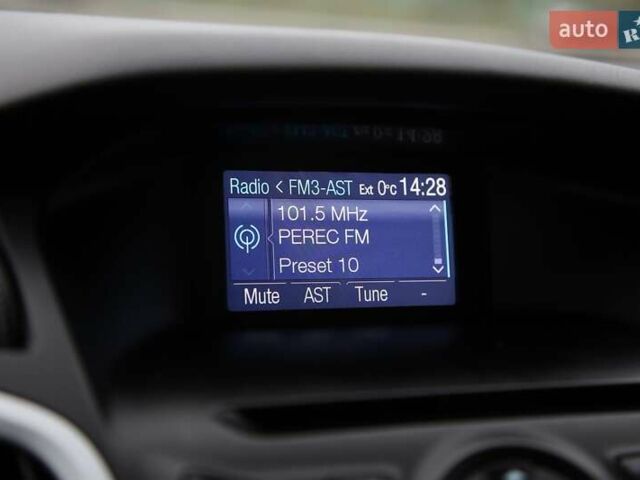 auto R
Radio < FM3-AST Ext 0°C 14:28
101.5 MHz
PEREC FM
Preset 10
Mute AST Tune -